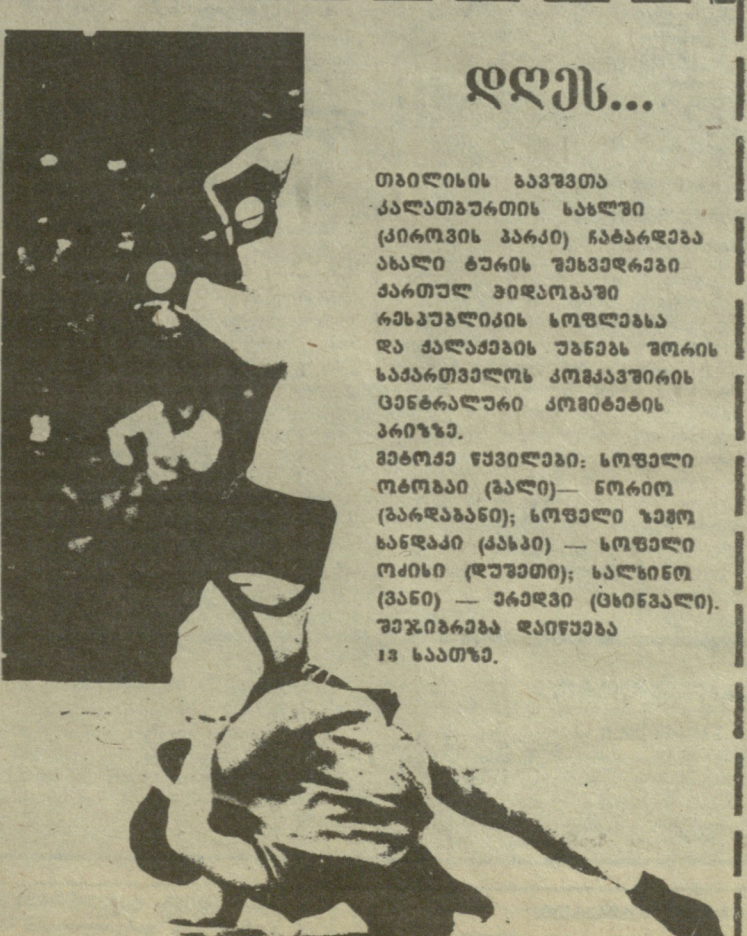 დღეს...
თბილისის ბავშვთა
კალათბურთის სახლში
(კიროვის პარკი) ჩატარდება
ახალი ტურის შეხვედრები
ქართულ ჭიდაობაში
რესპუბლიკის სოფლებსა
და ქალაქების უბნებს შორის
საქართველოს კომკავშირის
ცენტრალური კომიტეტის
პრიზზე.
მეტოქე წყვილები: სოფელი
ოტობაი (გალი)— ნორიო
(გარდაბანი); სოფელი ზემო
ხანდაკი (კასპი) — სოფელი
ოძისი (დუშეთი); სალხინო
(ვანი) — ერედვი (ცხინვალი).
შეჯიბრება დაიწყება
13 საათზე.